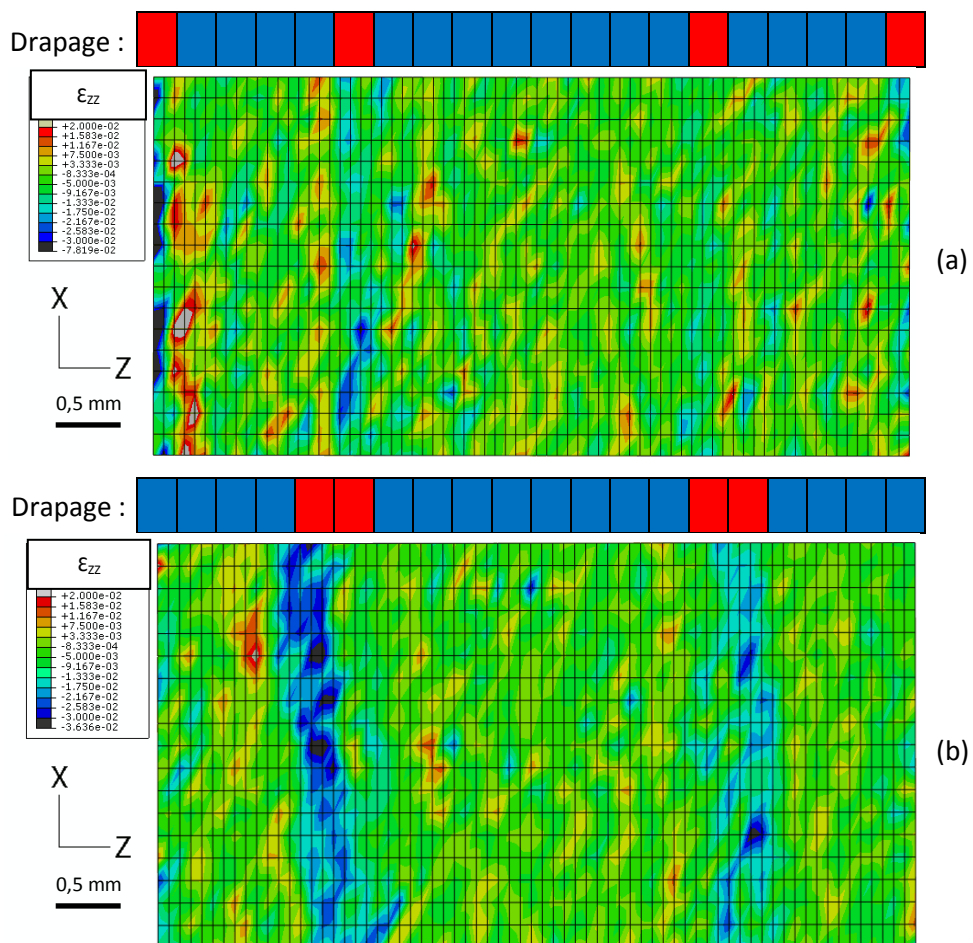 Drapage :
εzz
+2.000e-02
+1.583e-02
+1.167e-02
+7.500e-03
+3.333e-03
-8.333e-04
-5.000e-03
-9.167e-03
-1.333e-02
-1.750e-02
-2.167e-02
-2.583e-02
-3.000e-02
-7.819e-02
X
Z
0,5 mm
(a)
Drapage :
εzz
+2.000e-02
+1.583e-02
+1.167e-02
+7.500e-03
+3.333e-03
-8.333e-04
-5.000e-03
-9.167e-03
-1.333e-02
-1.750e-02
-2.167e-02
-2.583e-02
-3.000e-02
-3.636e-02
X
Z
0,5 mm
(b)